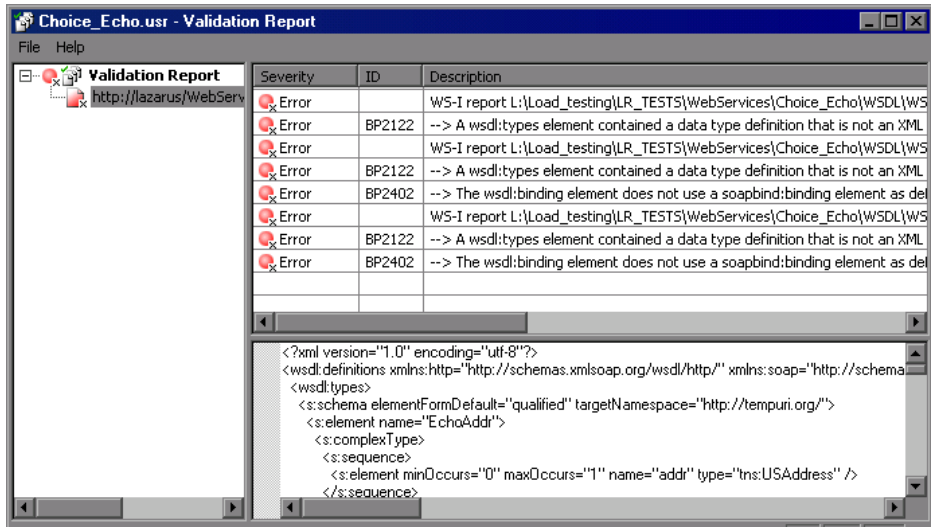 Choice_Echo.usr - Validation Report
File Help
Validation Report
http://lazarus/WebServ
Severity ID Description
Error WS-I report L:\Load_testing\LR_TESTS\WebServices\Choice_Echo\WSDL\WS
Error BP2122 --> A wsdl:types element contained a data type definition that is not an XML
Error WS-I report L:\Load_testing\LR_TESTS\WebServices\Choice_Echo\WSDL\WS
Error BP2122 --> A wsdl:types element contained a data type definition that is not an XML
Error BP2402 --> The wsdl:binding element does not use a soapbind:binding element as de
Error WS-I report L:\Load_testing\LR_TESTS\WebServices\Choice_Echo\WSDL\WS
Error BP2122 --> A wsdl:types element contained a data type definition that is not an XML
Error BP2402 --> The wsdl:binding element does not use a soapbind:binding element as de
<?xml version="1.0" encoding="utf-8"?>
<wsdl:definitions xmlns:http="http://schemas.xmlsoap.org/wsdl/http/" xmlns:soap="http://schema
<wsdl:types>
<s:schema elementFormDefault="qualified" targetNamespace="http://tempuri.org/">
<s:element name="EchoAddr">
<s:complexType>
<s:sequence>
<s:element minOccurs="0" maxOccurs="1" name="addr" type="tns:USAddress" />
</s:sequence>